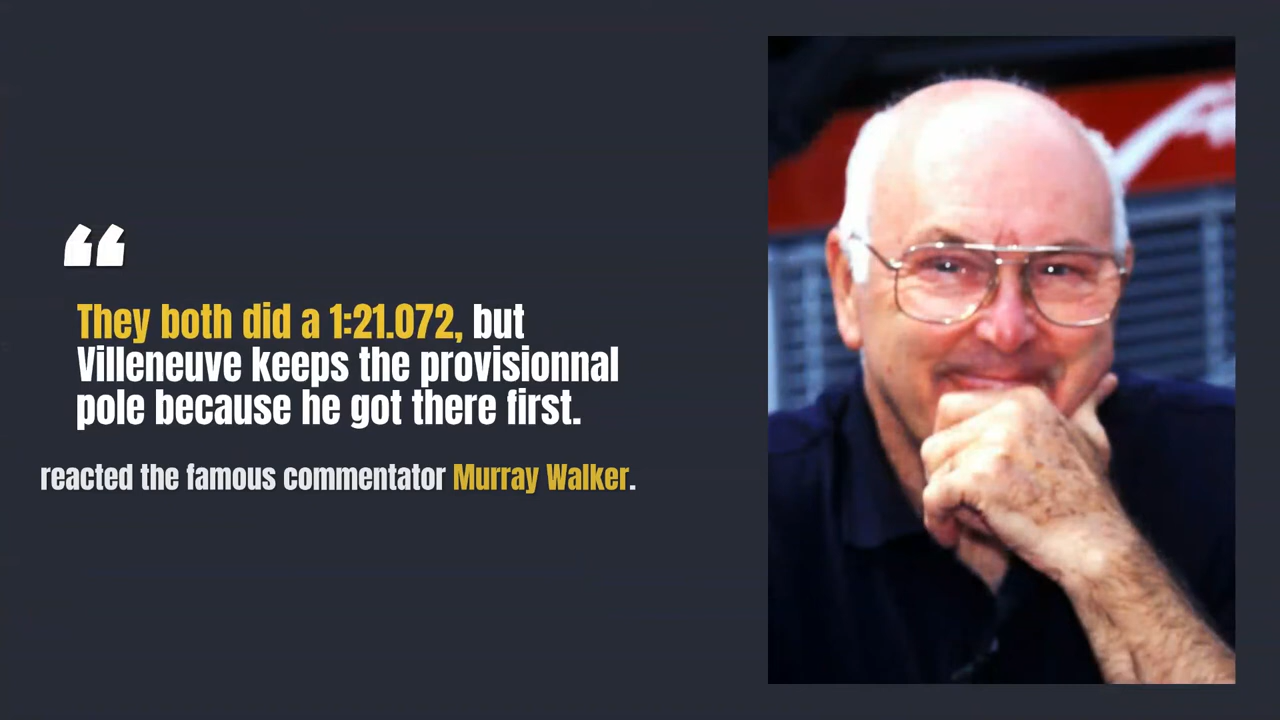 “
They both did a 1:21.072, but
Villeneuve keeps the provisionnal
pole because he got there first.
reacted the famous commentator Murray Walker.